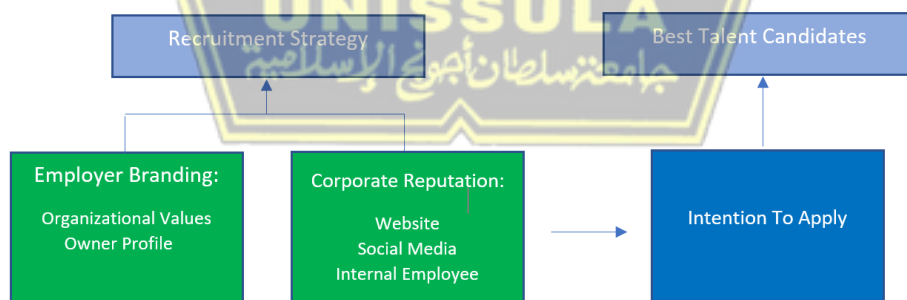 UNISSULA
Recruitment Strategy
Best Talent Candidates
جامعة سلطان أجونج الإسلامية
Employer Branding:
Organizational Values
Owner Profile
Corporate Reputation:
Website
Social Media
Internal Employee
Intention To Apply